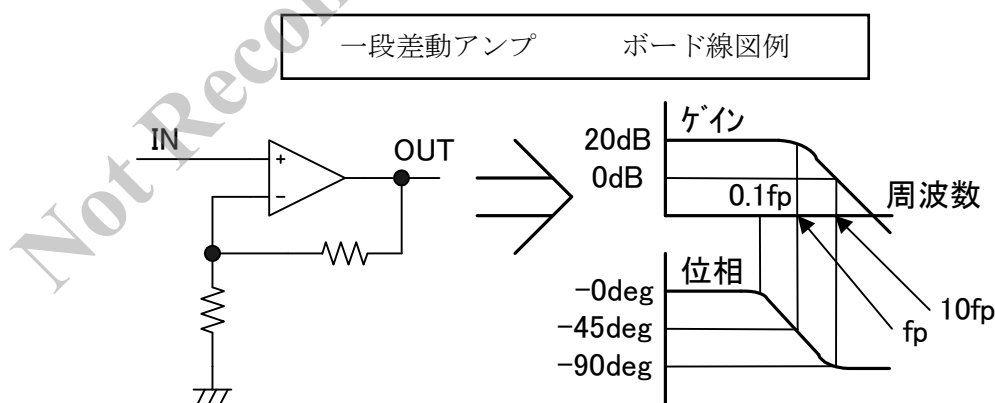 Not Recom
一段差動アンプ ボード線図例
IN
+
-
OUT
ゲイン
20dB
0dB
0.1fp
周波数
位相
-0deg
-45deg
-90deg
10fp
fp